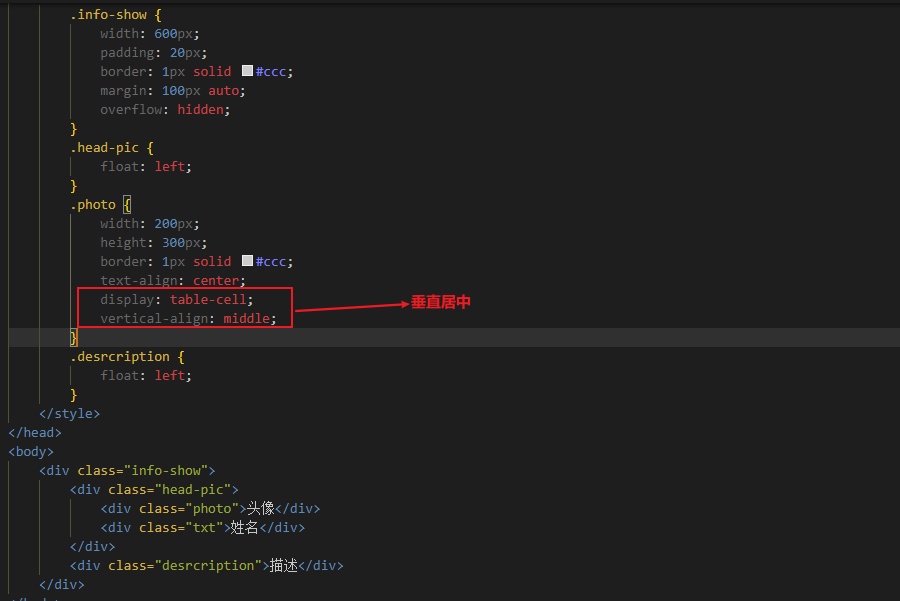 .info-show {
width: 600px;
padding: 20px;
border: 1px solid #ccc;
margin: 100px auto;
overflow: hidden;
}
.head-pic {
float: left;
}
.photo {
width: 200px;
height: 300px;
border: 1px solid #ccc;
text-align: center;
display: table-cell;
vertical-align: middle;
垂直居中
}
.desrcription {
float: left;
}
</style>
</head>
<body>
<div class="info-show">
<div class="head-pic">
<div class="photo">头像</div>
<div class="txt">姓名</div>
</div>
<div class="desrcription">描述</div>
</div>